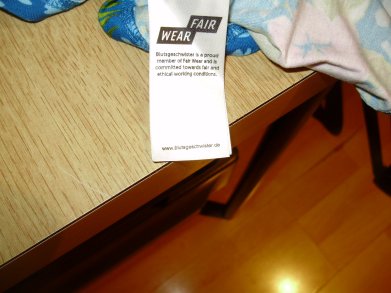 FAIR
WEAR
Blutsgeschwister is a proud
member of Fair Wear and is
committed towards fair and
ethical working conditions.
www.blutsgeschwister.de